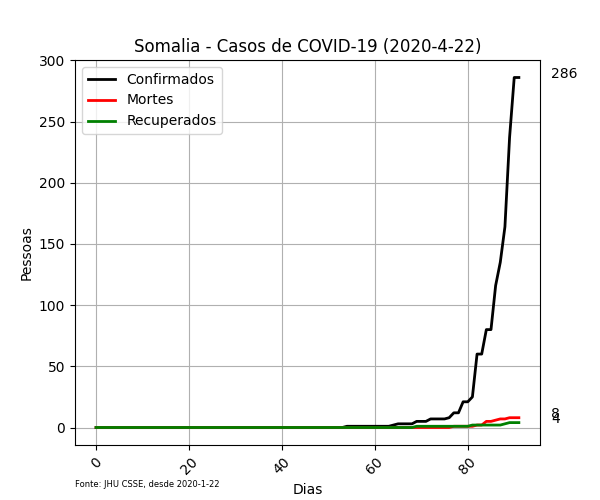 Somalia - Casos de COVID-19 (2020-4-22)
300
250
200
150
100
50
0
Pessoas
Confirmados
Mortes
Recuperados
286
8
4
0
20
40
60
80
Dias
Fonte: JHU CSSE, desde 2020-1-22